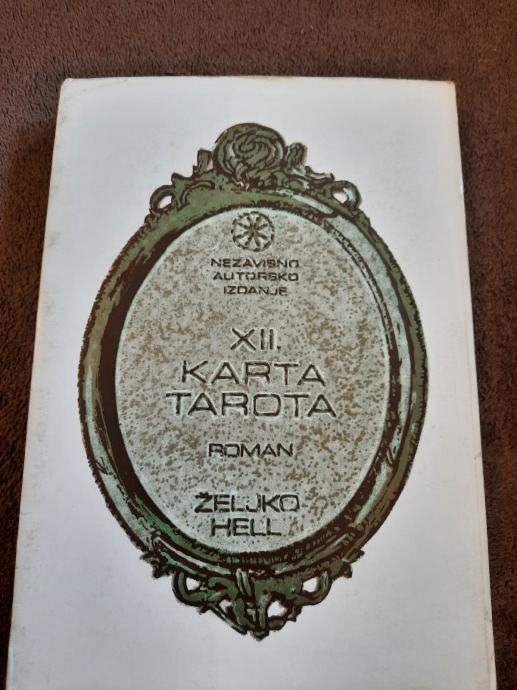 NEZAVISNO
AUTORSKO
IZDANJE
XII.
KARTA
TAROTA
ROMAN
ŽELJKO
HELL